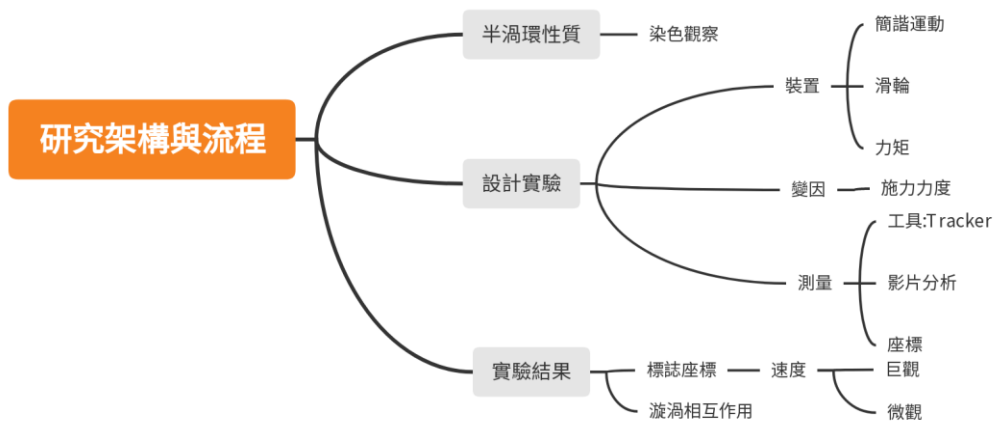 研究架構與流程
半渦環性質
染色觀察
設計實驗
裝置
簡諧運動
滑輪
力矩
變因
施力力度
測量
工具:Tracker
影片分析
座標
實驗結果
標誌座標
速度
巨觀
微觀
漩渦相互作用